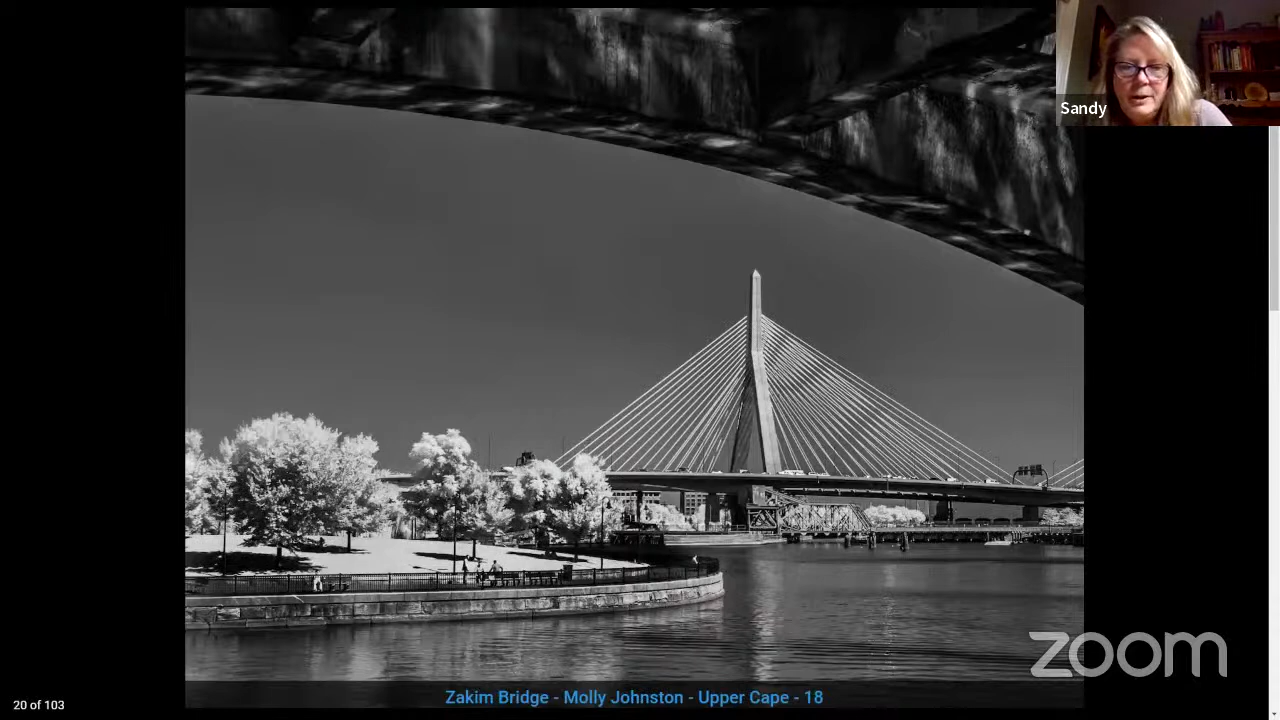 Sandy
zoom
Zakim Bridge - Molly Johnston - Upper Cape - 18
20 of 103